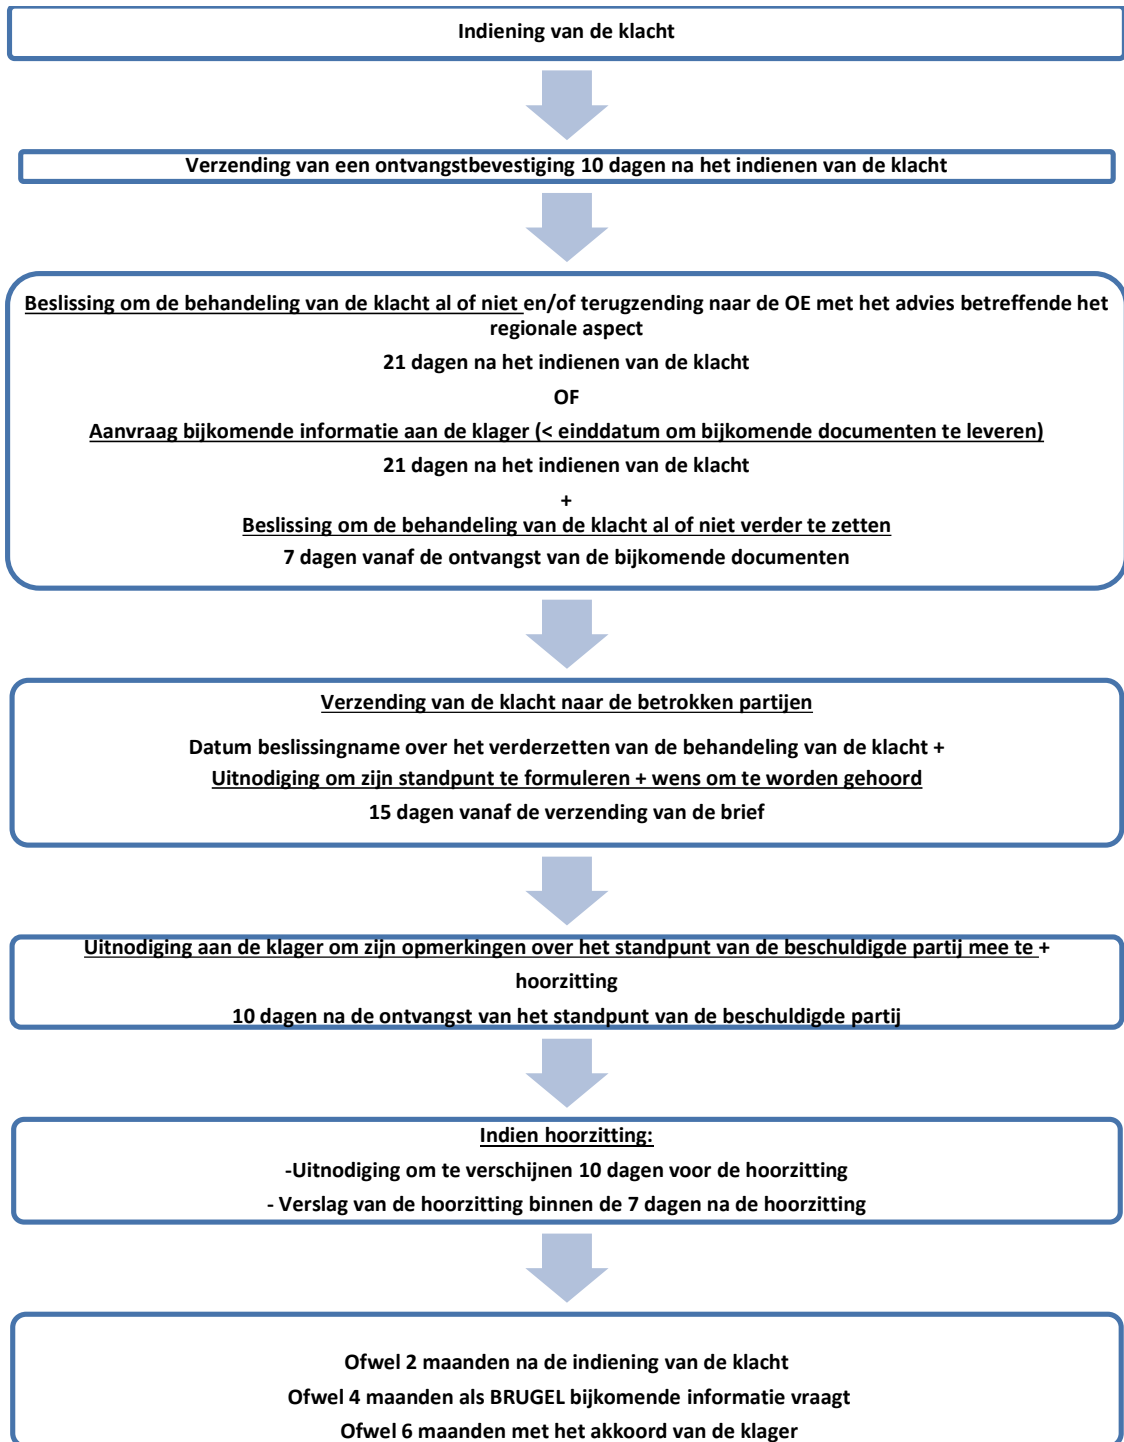 Indiening van de klacht
Verzending van een ontvangstbevestiging 10 dagen na het indienen van de klacht
Beslissing om de behandeling van de klacht al of niet en/of terugzending naar de OE met het advies betreffende het
regionale aspect
21 dagen na het indienen van de klacht
OF
Aanvraag bijkomende informatie aan de klager (< einddatum om bijkomende documenten te leveren)
21 dagen na het indienen van de klacht
+
Beslissing om de behandeling van de klacht al of niet verder te zetten
7 dagen vanaf de ontvangst van de bijkomende documenten
Verzending van de klacht naar de betrokken partijen
Datum beslissingname over het verderzetten van de behandeling van de klacht +
Uitnodiging om zijn standpunt te formuleren + wens om te worden gehoord
15 dagen vanaf de verzending van de brief
Uitnodiging aan de klager om zijn opmerkingen over het standpunt van de beschuldigde partij mee te +
hoorzitting
10 dagen na de ontvangst van het standpunt van de beschuldigde partij
Indien hoorzitting:
-Uitnodiging om te verschijnen 10 dagen voor de hoorzitting
- Verslag van de hoorzitting binnen de 7 dagen na de hoorzitting
Ofwel 2 maanden na de indiening van de klacht
Ofwel 4 maanden als BRUGEL bijkomende informatie vraagt
Ofwel 6 maanden met het akkoord van de klager